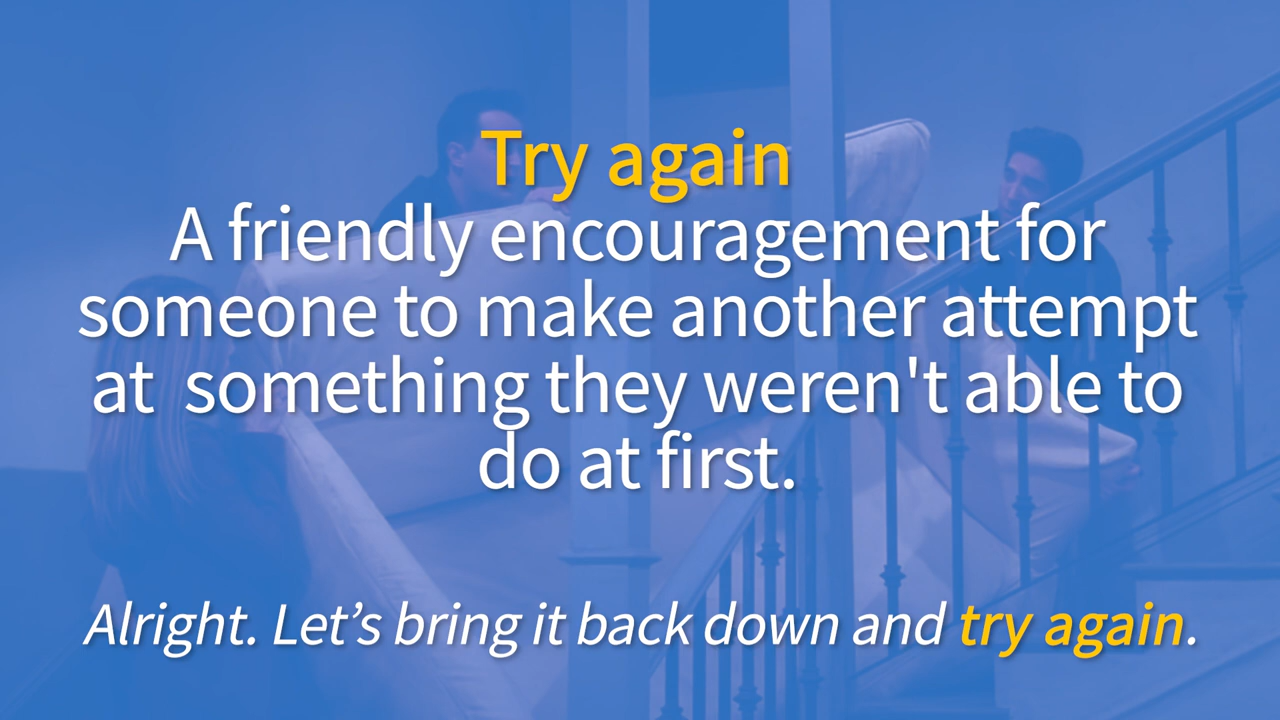 Try again
A friendly encouragement for
someone to make another attempt
at  something they weren't able to
do at first.
Alright. Let’s bring it back down and try again.